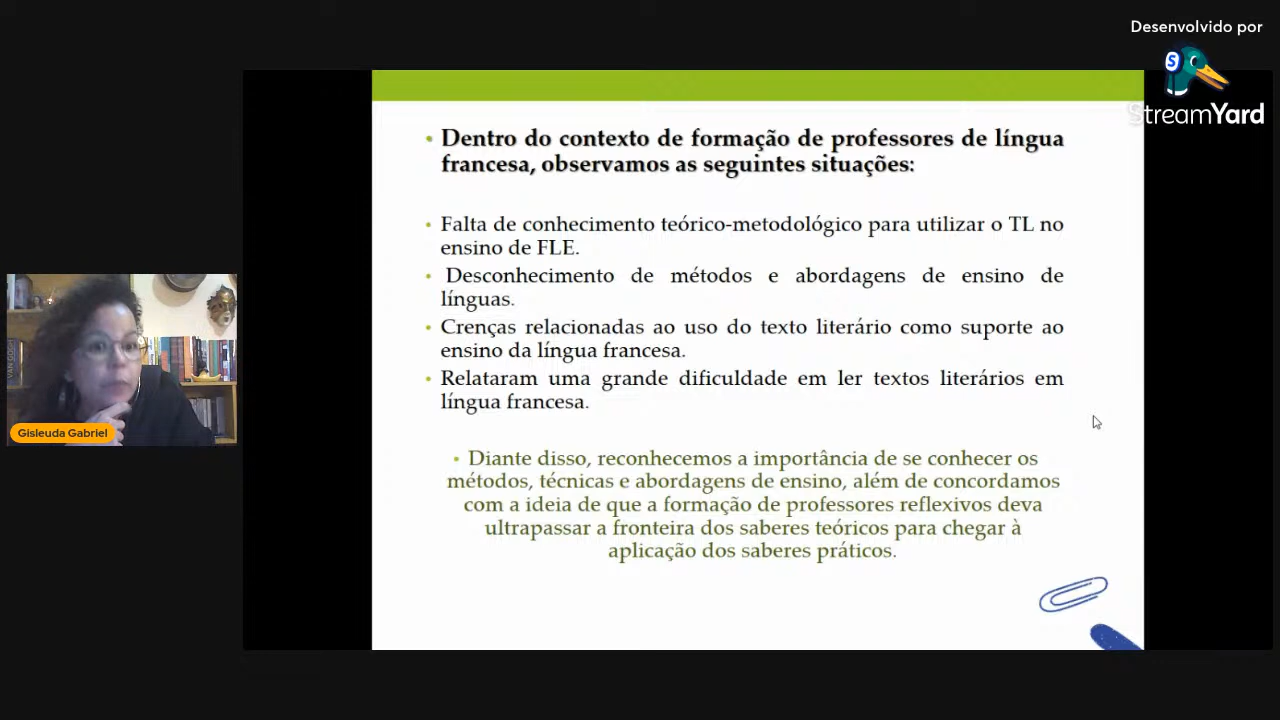 Desenvolvido por
StreamYard
• Dentro do contexto de formação de professores de língua
francesa, observamos as seguintes situações:
• Falta de conhecimento teórico-metodológico para utilizar o TL no
ensino de FLE.
• Desconhecimento de métodos e abordagens de ensino de
línguas.
• Crenças relacionadas ao uso do texto literário como suporte ao
ensino da língua francesa.
• Relataram uma grande dificuldade em ler textos literários em
língua francesa.
• Diante disso, reconhecemos a importância de se conhecer os
métodos, técnicas e abordagens de ensino, além de concordamos
com a ideia de que a formação de professores reflexivos deva
ultrapassar a fronteira dos saberes teóricos para chegar à
aplicação dos saberes práticos.
VAN GOGH
Gisleuda Gabriel